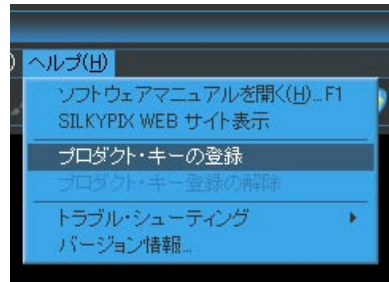 ) ヘルプ(H)
ソフトウェアマニュアルを開く(H)...F1
SILKYPIX WEB サイト表示
プロダクト・キーの登録
プロダクト・キー登録の解除
トラブル・シューティング
バージョン情報...